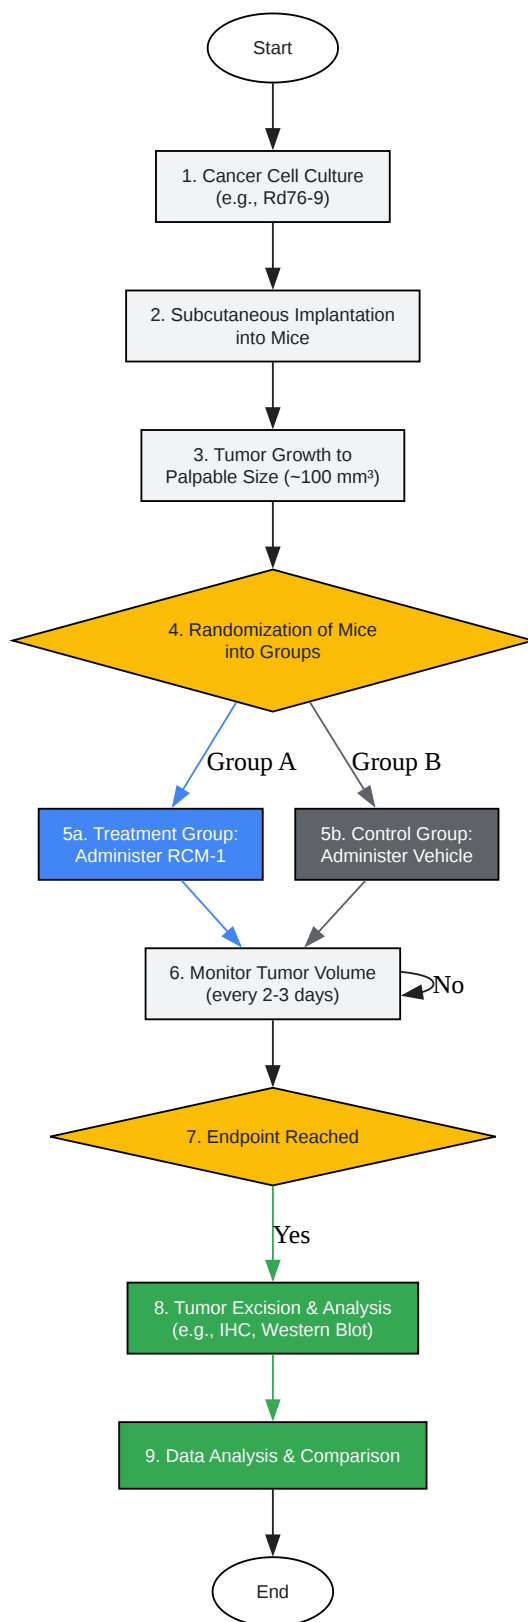 Start
1. Cancer Cell Culture
(e.g., Rd76-9)
2. Subcutaneous Implantation
into Mice
3. Tumor Growth to
Palpable Size (~100 mm³)
4. Randomization of Mice
into Groups
Group A
Group B
5a. Treatment Group:
Administer RCM-1
5b. Control Group:
Administer Vehicle
6. Monitor Tumor Volume
(every 2-3 days)
No
7. Endpoint Reached
Yes
8. Tumor Excision & Analysis
(e.g., IHC, Western Blot)
9. Data Analysis & Comparison
End